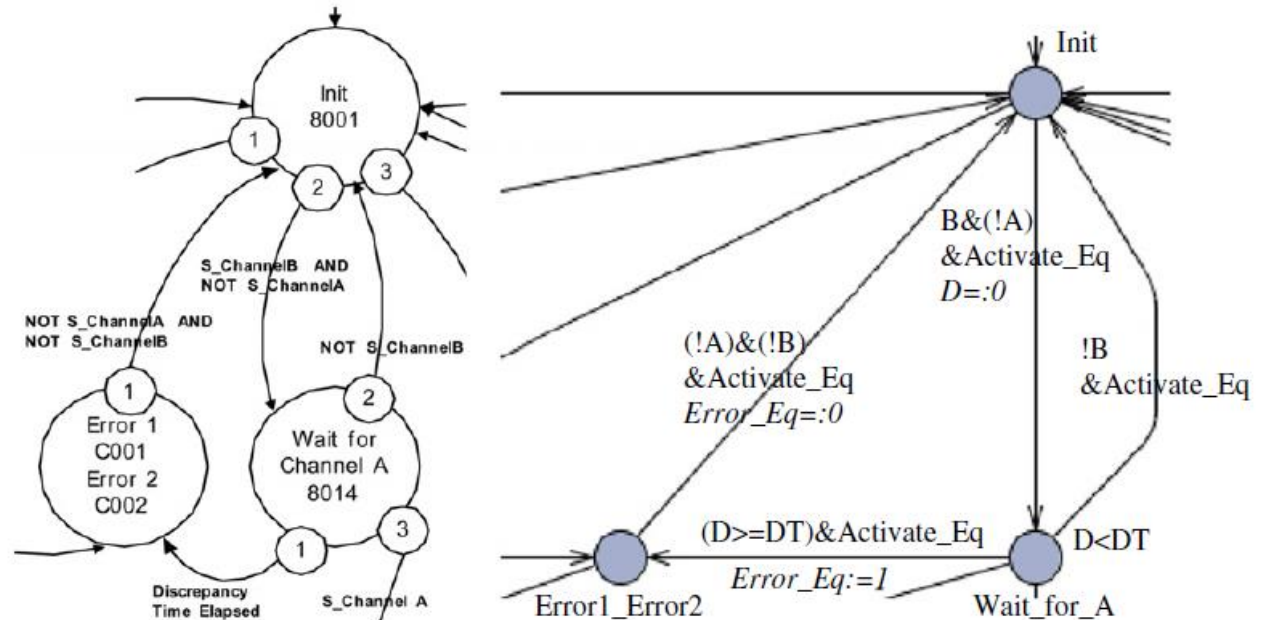 Init
8001
1
2
3
S_ChannelB AND
NOT S_ChannelA
NOT S_ChannelA AND
NOT S_ChannelB
NOT S_ChannelB
1
Error 1
C001
Error 2
C002
2
Wait for
Channel A
8014
1
3
Discrepancy
Time Elapsed
S_Channel A
Init
B&(!A)
&Activate_Eq
D=:0
(!A)&(!B)
&Activate_Eq
Error_Eq=:0
!B
&Activate_Eq
(D>=DT)&Activate_Eq
Error_Eq:=1
D<DT
Error1_Error2
Wait_for_A